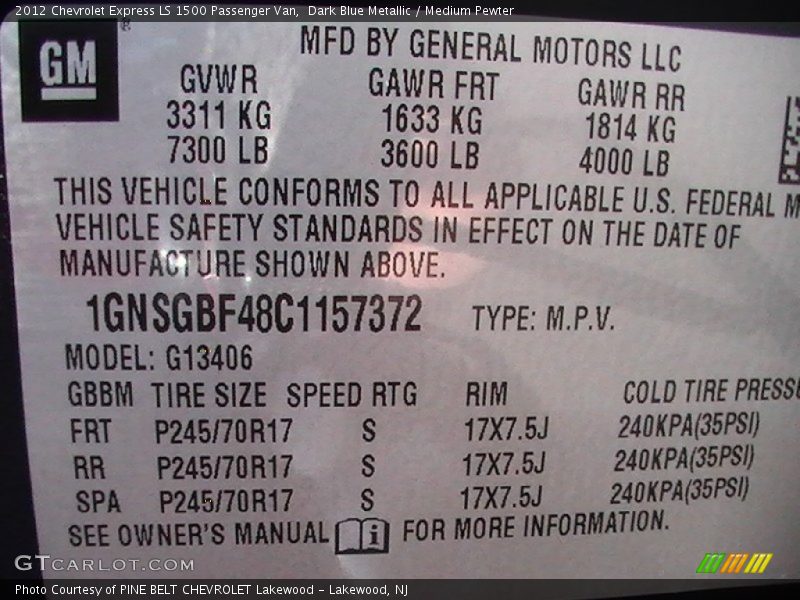 2012 Chevrolet Express LS 1500 Passenger Van, Dark Blue Metallic / Medium Pewter
GM ®
MFD BY GENERAL MOTORS LLC
GVWR GAWR FRT GAWR RR
3311 KG 1633 KG 1814 KG
7300 LB 3600 LB 4000 LB
THIS VEHICLE CONFORMS TO ALL APPLICABLE U.S. FEDERAL M
VEHICLE SAFETY STANDARDS IN EFFECT ON THE DATE OF
MANUFACTURE SHOWN ABOVE.
1GNSGBF48C1157372 TYPE: M.P.V.
MODEL: G13406
GBBM TIRE SIZE SPEED RTG RIM COLD TIRE PRESSU
FRT P245/70R17 S 17X7.5J 240KPA(35PSI)
RR P245/70R17 S 17X7.5J 240KPA(35PSI)
SPA P245/70R17 S 17X7.5J 240KPA(35PSI)
SEE OWNER'S MANUAL i FOR MORE INFORMATION.
GTCARLOT.COM
Photo Courtesy of PINE BELT CHEVROLET Lakewood – Lakewood, NJ